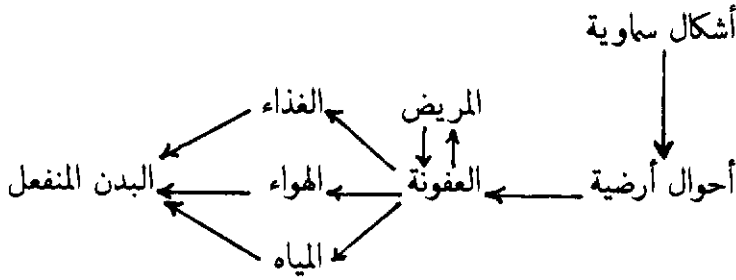 أشكال سماوية
الغذاء
المريض
أحوال أرضية
العفونة
الهواء
البدن المنفعل
المياه